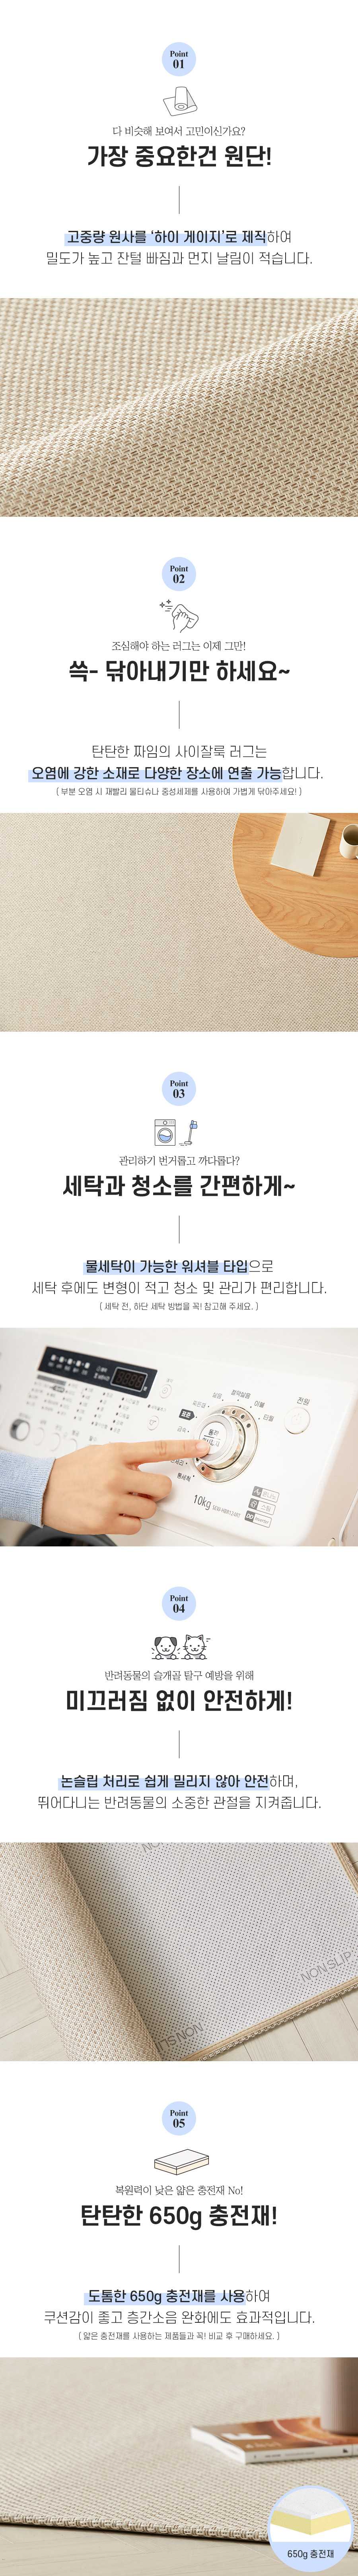 Point
01
다 비슷해 보여서 고민이신가요?
가장 중요한건 원단!
고중량 원사를 ‘하이 게이지’로 제직하여
밀도가 높고 잔털 빠짐과 먼지 날림이 적습니다.
Point
02
조심해야 하는 러그는 이제 그만!
쓱- 닦아내기만 하세요~
탄탄한 짜임의 사이잘룩 러그는
오염에 강한 소재로 다양한 장소에 연출 가능합니다.
( 부분 오염 시 재빨리 물티슈나 중성세제를 사용하여 가볍게 닦아주세요! )
Point
03
관리하기 번거롭고 까다롭다?
세탁과 청소를 간편하게~
물세탁이 가능한 워셔블 타입으로
세탁 후에도 변형이 적고 청소 및 관리가 편리합니다.
( 세탁 전, 하단 세탁 방법을 꼭! 참고해 주세요. )
전원
표준
울/섬세
이불
타월
10kg
Point
04
반려동물의 슬개골 탈구 예방을 위해
미끄러짐 없이 안전하게!
논슬립 처리로 쉽게 밀리지 않아 안전하며,
뛰어다니는 반려동물의 소중한 관절을 지켜줍니다.
NON SLIP
NON
Point
05
복원력이 낮은 얇은 충전재 No!
탄탄한 650g 충전재!
도톰한 650g 충전재를 사용하여
쿠션감이 좋고 층간소음 완화에도 효과적입니다.
( 얇은 충전재를 사용하는 제품들과 꼭! 비교 후 구매하세요. )
650g 충전재